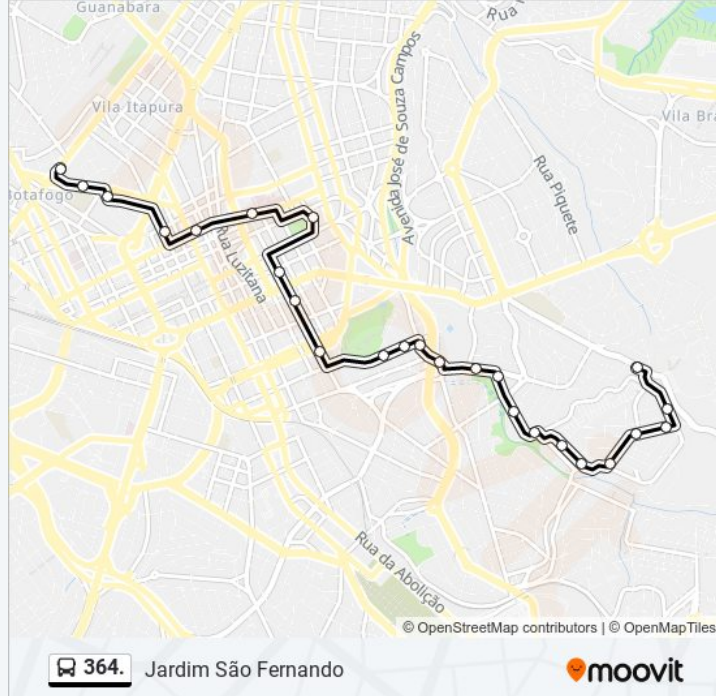 Guanabara
Vila Itapura
Botafogo
Rua Luzitana
Avenida José de Souza Campos
Rua Piquete
Vila Bra
Rua da Abolição
© OpenStreetMap contributors | © OpenMapTiles
364.
Jardim São Fernando
moovit